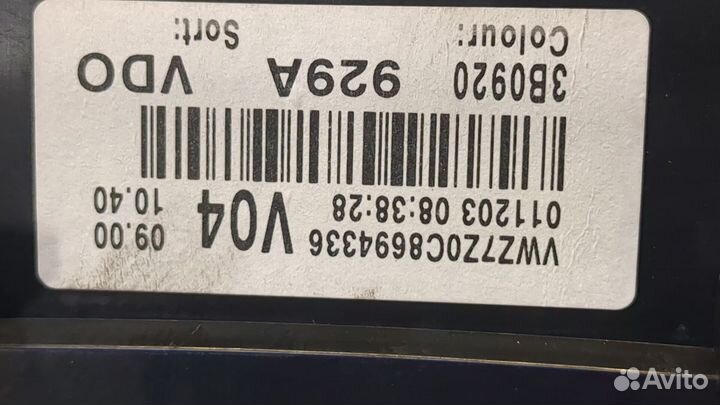 VWZ7Z0C8694336 V04 09.00
011203 08:38:28 10.40
3B0920 929A VDO
Colour: Sort:
Avito